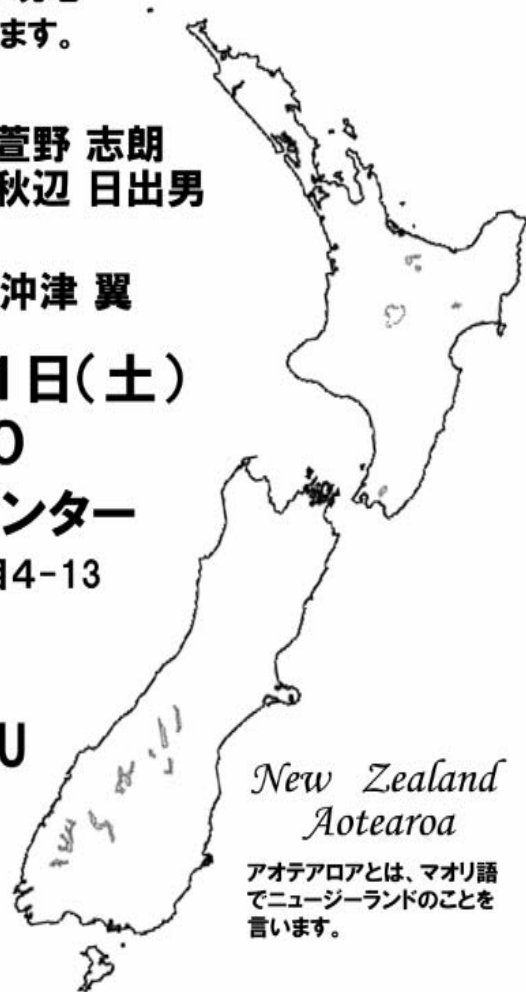 ます。
萱野 志朗
秋辺 日出男
沖津 翼
日(土)
ンター
4-13
U
New Zealand
Aotearoa
アオテアロアとは、マオリ語
でニュージーランドのことを
言います。